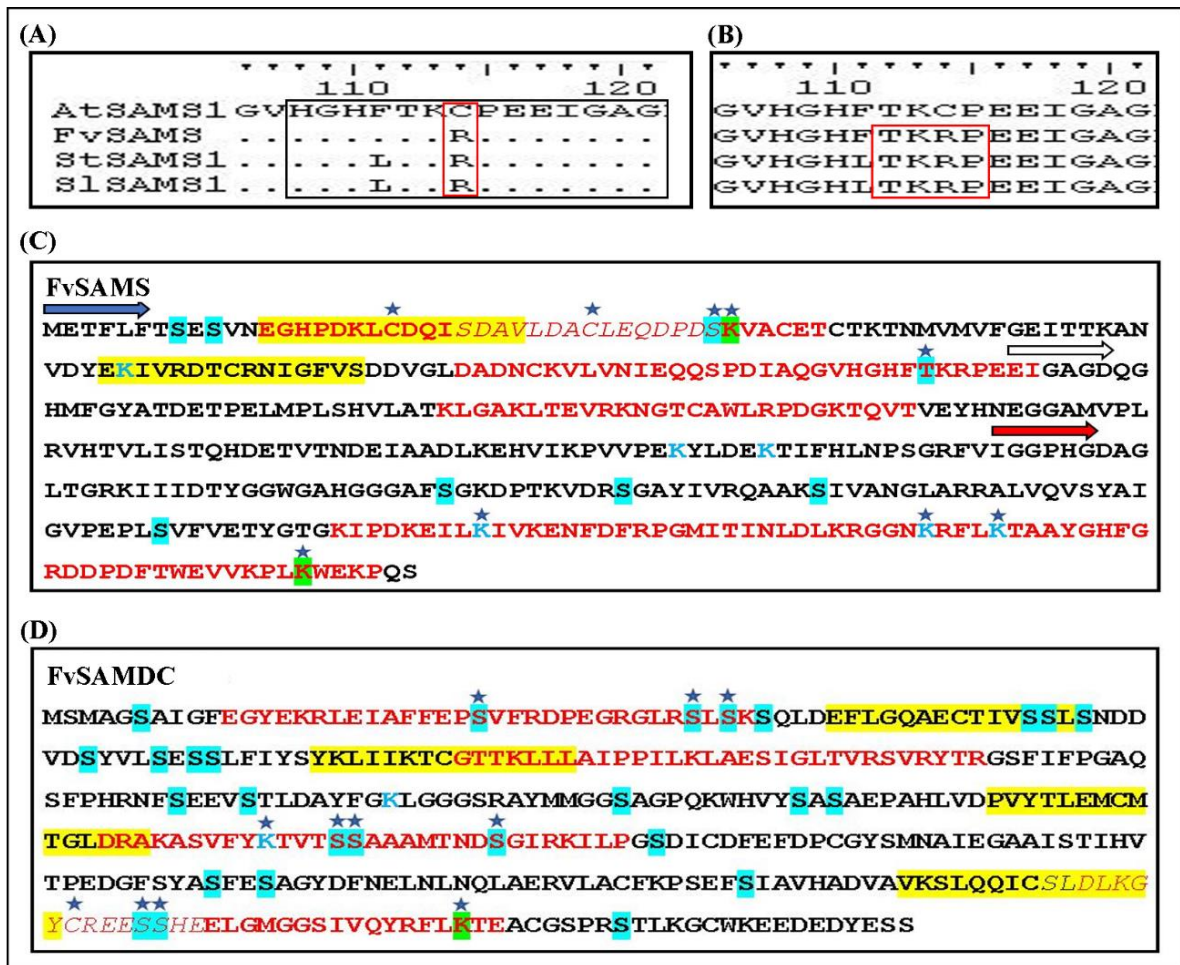 (A)
110 120
AtSAMS1 GVHGHFTKCPEEIGAG
FvSAMS ........R.......
StSAMS1 .....L..R.......
SlSAMS1 .....L..R.......
(B)
110 120
GVHGHFTKCPEEIGAG
GVHGHFTKRPEEIGAG
GVHGHLTKRPEEIGAG
GVHGHLTKRPEEIGAG
(C)
FvSAMS
METFLFTSESVNEGHPDKLCDQISDAVLDACLEQDPDSKVACETCTKTNMVMVFGEITTKAN
VDYEKIVRDTCRNIGFVSDDVGLDADNCKVLVNIEQQSPDIAQGVHGHFTKRPEEIGAGDQG
HMFGYATDETPELMPLSHVLATKLGAKLTEVRKNGTCAWLRPDGKTQVTVEYHNEGGAMVPL
RVHTVLISTQHDETVTNDEIAADLKEHVIKPVVPEKYLDEKTIFHLNPSGRFVIGGPHGDAG
LTGRKIIIDTYGGWGAHGGGAFSGKDPTKVDRSGAYIVRQAAKSIVANGLARRALVQVSYAI
GVPEPLSVFVETYGTGKIPDKEILKIVKENFDFRPGMITINLDLKRGGNKRFLKTAAYGHFG
RDDPDFTWEVVKPLKWEKPQS
(D)
FvSAMDC
MSMAGSAIGFEGYEKRLEIAFFEPSVFRDPEGRGLRSLSKSQLDEFLGQAECTIVSSLSNDD
VDSYVLSESSLFIYSYKLIIKTCGTTKLLLAIPPILKLAESIGLTVRSVRYTRGSFIFPGAQ
SFPHRNFSEEVSTLDAYFGKLGGGSRAYMMGGSAGPQKWHVYSASAEPAHLVDPVYTLEMCM
TGLDRAKASVFYKTVTSSAAAMTNDSGIRKILPGSDICDFEFDPCGYSMNAIEGAAISTIHV
TPEDGFSYASFESAGYDFNELNLNQLAERVLACFKPSEFSIAVHADVAVKSLQQICSLDLKG
YCREESSHEELGMGGSIVQYRFLKTEACGSPRSTLKGCWKEEDEDYESS